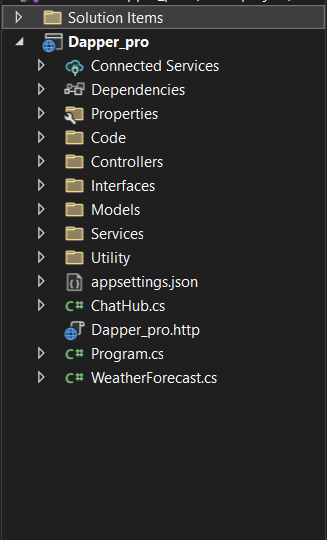 Solution Items
Dapper_pro
Connected Services
Dependencies
Properties
Code
Controllers
Interfaces
Models
Services
Utility
appsettings.json
C# ChatHub.cs
Dapper_pro.http
C# Program.cs
C# WeatherForecast.cs